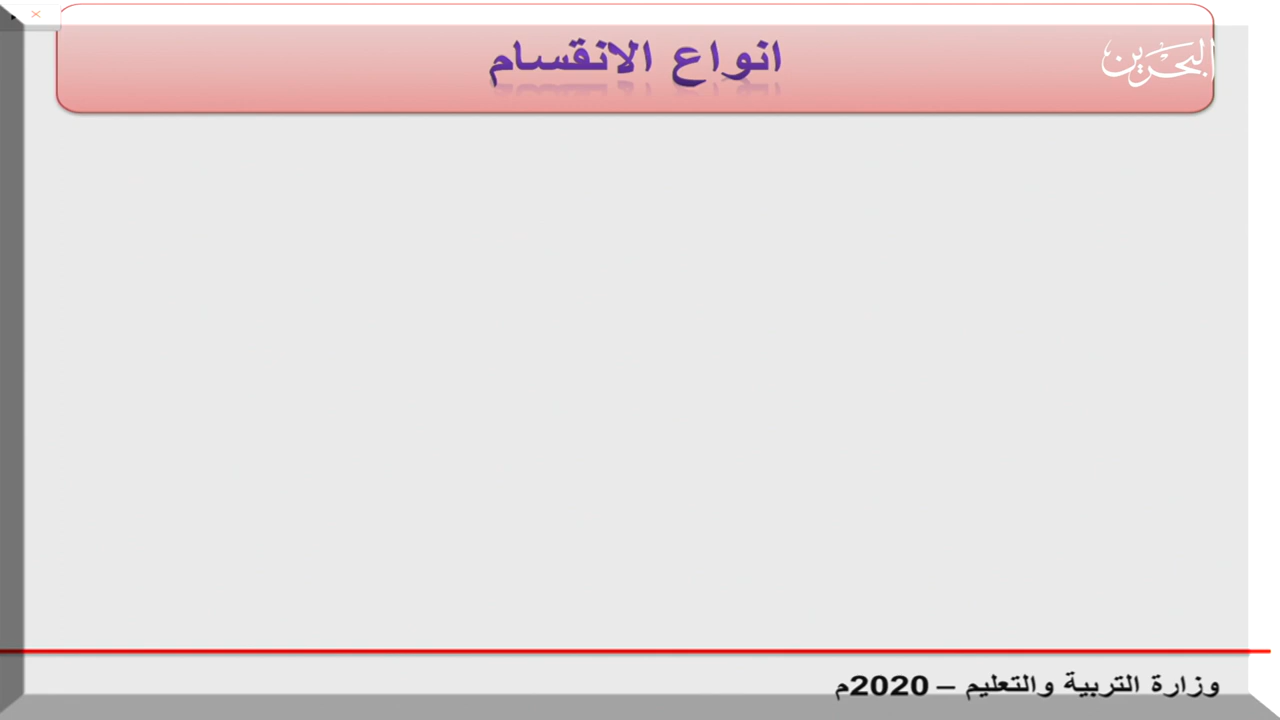 انواع الانقسام
البحرين
وزارة التربية والتعليم – 2020م